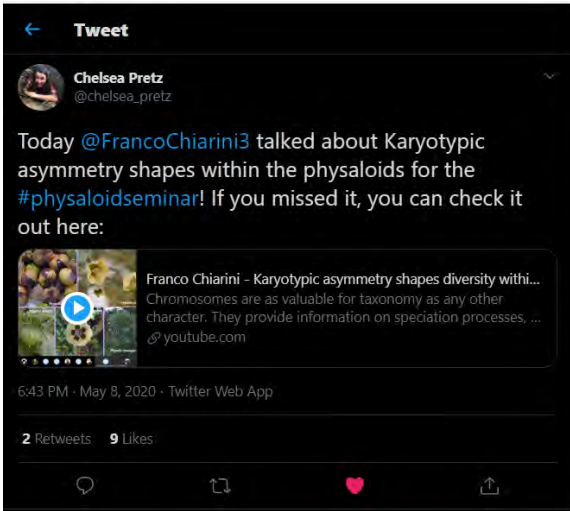 Tweet
Chelsea Pretz
@chelsea_pretz
Today @FrancoChiarini3 talked about Karyotypic
asymmetry shapes within the physaloids for the
#physaloidseminar! If you missed it, you can check it
out here:
Franco Chiarini - Karyotypic asymmetry shapes diversity withi...
Chromosomes are as valuable for taxonomy as any other
character. They provide information on speciation processes, ...
youtube.com
6:43 PM · May 8, 2020 · Twitter Web App
2 Retweets 9 Likes